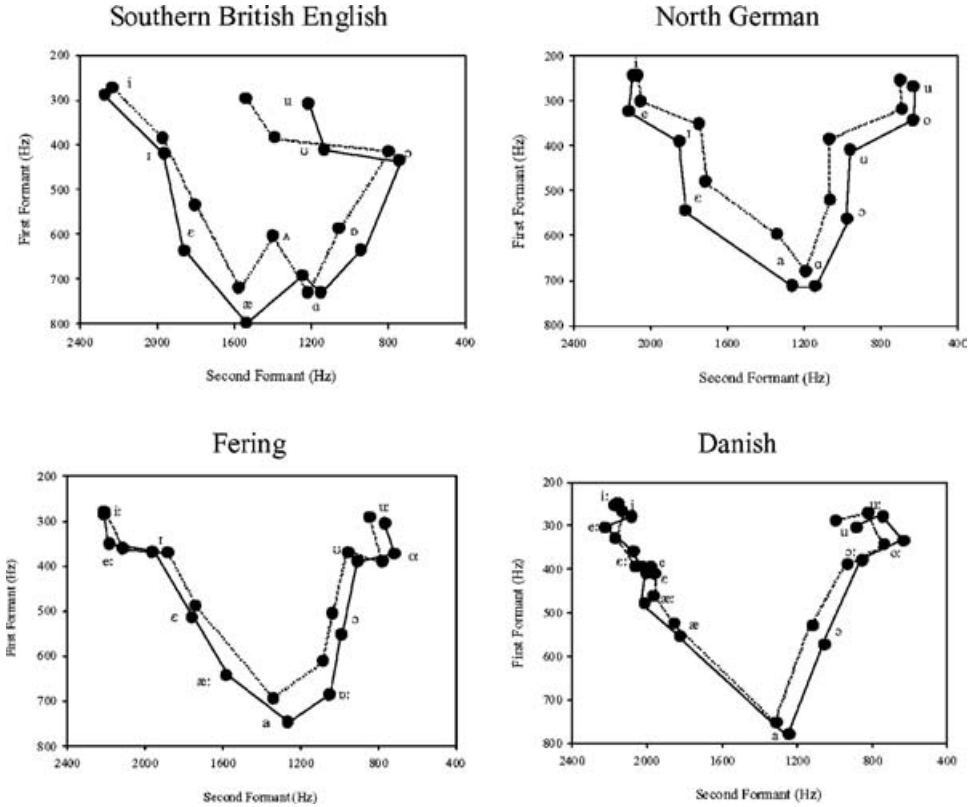 Southern British English
North German
200
300
400
500
600
700
800
First Formant (Hz)
i
ɪ
ɛ
æ
ʌ
ɑ
ɒ
ɔ
ʊ
u
2400 2000 1600 1200 800 400
Second Formant (Hz)
200
300
400
500
600
700
800
First Formant (Hz)
i
e
ɪ
ɛ
a
ɑ
ɔ
ʊ
o
u
2400 2000 1600 1200 800 400
Second Formant (Hz)
Fering
Danish
200
300
400
500
600
700
800
First Formant (Hz)
i:
e:
ɪ
ɛ
æ:
a
ɒ:
ɔ
ʊ
u:
2400 2000 1600 1200 800 400
Second Formant (Hz)
200
300
400
500
600
700
800
First Formant (Hz)
i:
i
e:
e
ɛ:
ɛ
æ:
æ
a
ɔ
ɔ:
o:
u
u:
2400 2000 1600 1200 800 400
Second Formant (Hz)